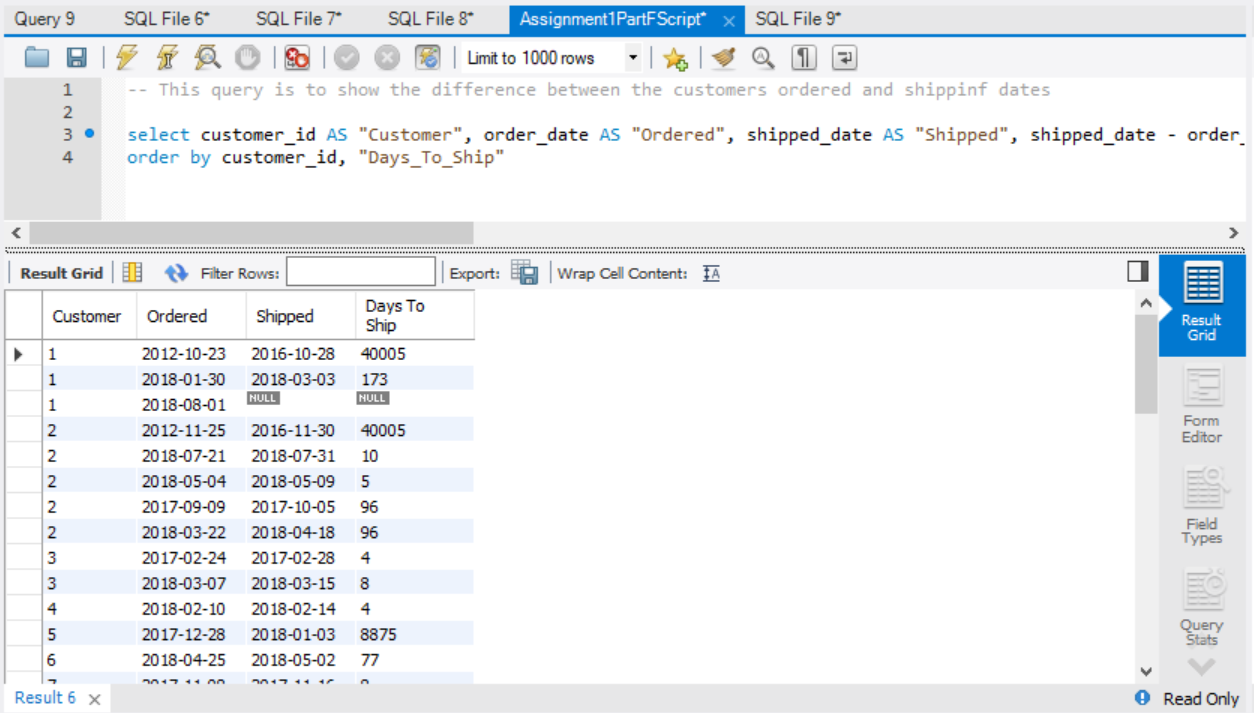 Query 9 SQL File 6* SQL File 7* SQL File 8* Assignment1PartFScript* SQL File 9*
Limit to 1000 rows
1 -- This query is to show the difference between the customers ordered and shippinf dates
2
3 select customer_id AS "Customer", order_date AS "Ordered", shipped_date AS "Shipped", shipped_date - order_
4 order by customer_id, "Days_To_Ship"
Result Grid Filter Rows: Export: Wrap Cell Content:
Customer Ordered Shipped Days To Ship
1 2012-10-23 2016-10-28 40005
1 2018-01-30 2018-03-03 173
1 2018-08-01 NULL NULL
2 2012-11-25 2016-11-30 40005
2 2018-07-21 2018-07-31 10
2 2018-05-04 2018-05-09 5
2 2017-09-09 2017-10-05 96
2 2018-03-22 2018-04-18 96
3 2017-02-24 2017-02-28 4
3 2018-03-07 2018-03-15 8
4 2018-02-10 2018-02-14 4
5 2017-12-28 2018-01-03 8875
6 2018-04-25 2018-05-02 77
Result
Grid
Form
Editor
Field
Types
Query
Stats
Result 6 Read Only